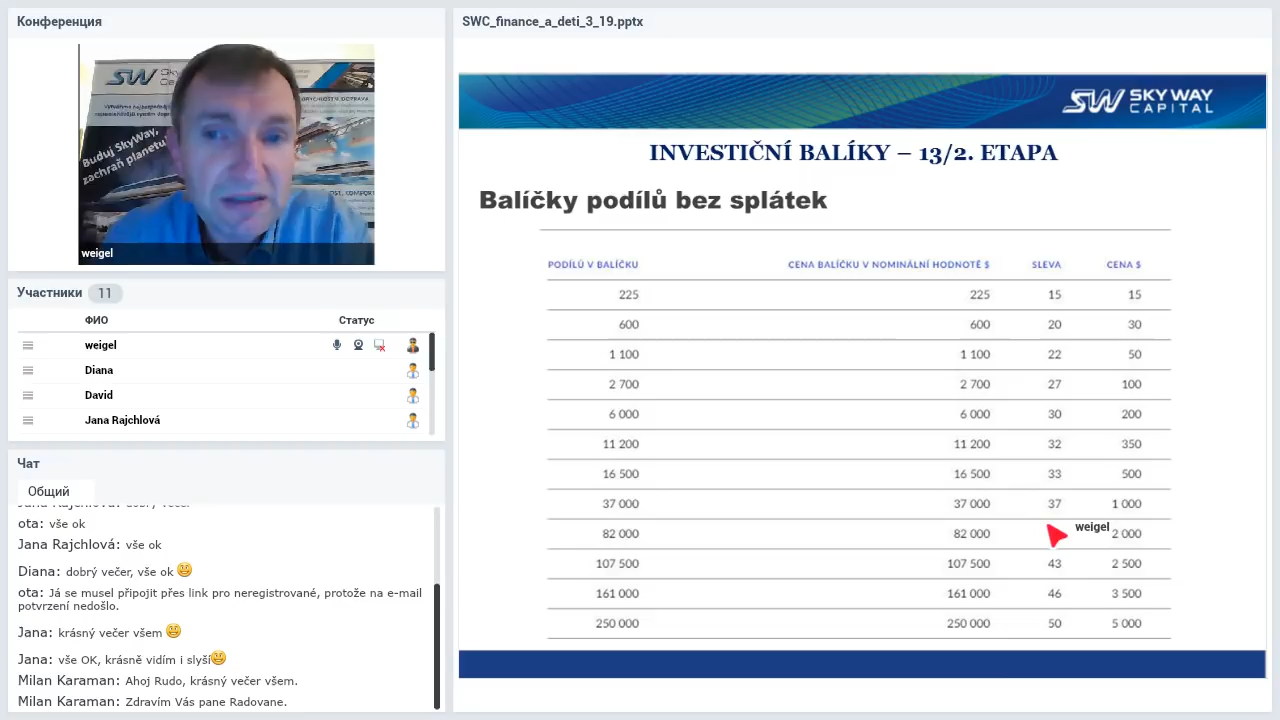 Конференция
SW
Buduj SkyWay,
zachraň planetu
weigel
Участники 11
ФИО Статус
weigel
Diana
David
Jana Rajchlová
Чат
Общий
ota: vše ok
Jana Rajchlová: vše ok
Diana: dobrý večer, vše ok
ota: Já se musel připojit přes link pro neregistrované, protože na e-mail
potvrzení nedošlo.
Jana: krásný večer všem
Jana: vše OK, krásně vidím i slyší
Milan Karaman: Ahoj Rudo, krásný večer všem.
Milan Karaman: Zdravím Vás pane Radovane.
SWC_finance_a_deti_3_19.pptx
SW SKY WAY
CAPITAL
INVESTIČNÍ BALÍKY – 13/2. ETAPA
Balíčky podílů bez splátek
PODÍLŮ V BALÍČKU CENA BALÍČKU V NOMINÁLNÍ HODNOTĚ $ SLEVA CENA $
225 225 15 15
600 600 20 30
1 100 1 100 22 50
2 700 2 700 27 100
6 000 6 000 30 200
11 200 11 200 32 350
16 500 16 500 33 500
37 000 37 000 37 1 000
82 000 82 000 weigel 2 000
107 500 107 500 43 2 500
161 000 161 000 46 3 500
250 000 250 000 50 5 000